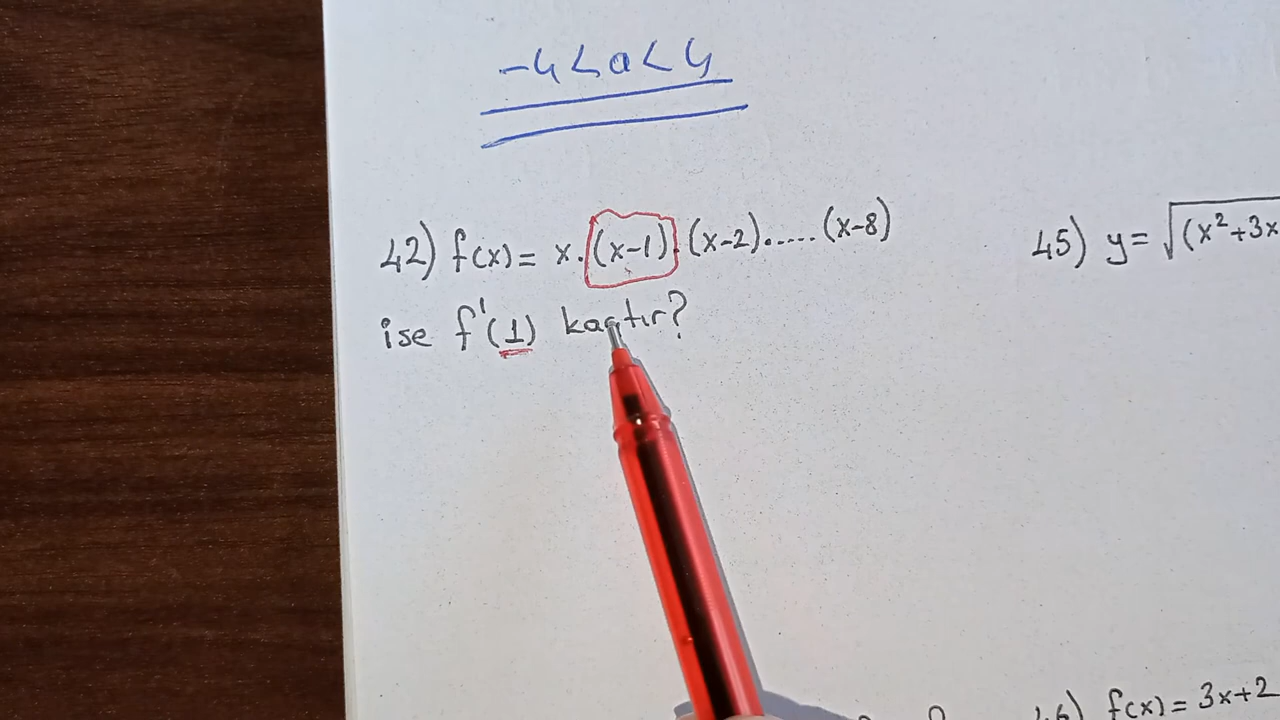 -4<a<4
42) f(x)= x.(x-1).(x-2)..... (x-8)
ise f'(1) kaçtır?
45) y= √(x²+3x
46) f(x)= 3x+2